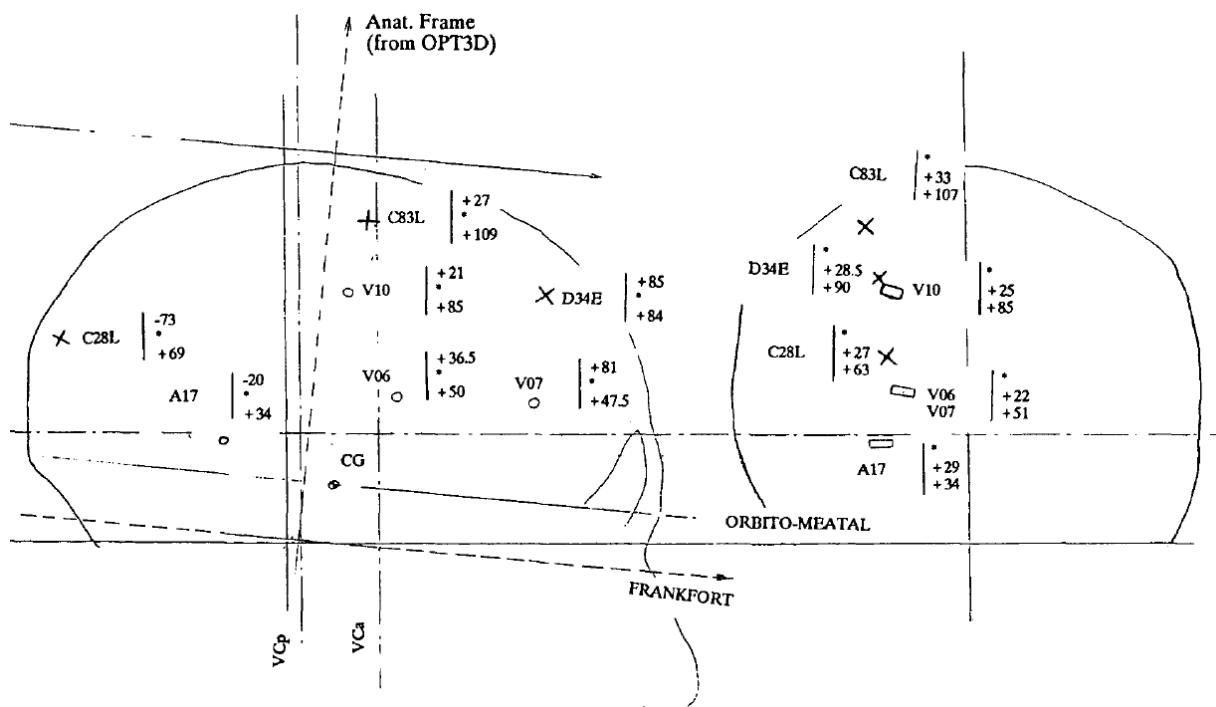 Anat. Frame
(from OPT3D)
C83L
+27
*
+109
V10
+21
*
+85
D34E
+85
*
+84
C28L
-73
*
+69
A17
-20
*
+34
V06
+36.5
*
+50
V07
+81
*
+47.5
CG
VCp
VCa
ORBITO-MEATAL
FRANKFORT
C83L
*
+33
+107
D34E
*
+28.5
+90
V10
*
+25
+85
C28L
*
+27
+63
V06
V07
*
+22
+51
A17
*
+29
+34